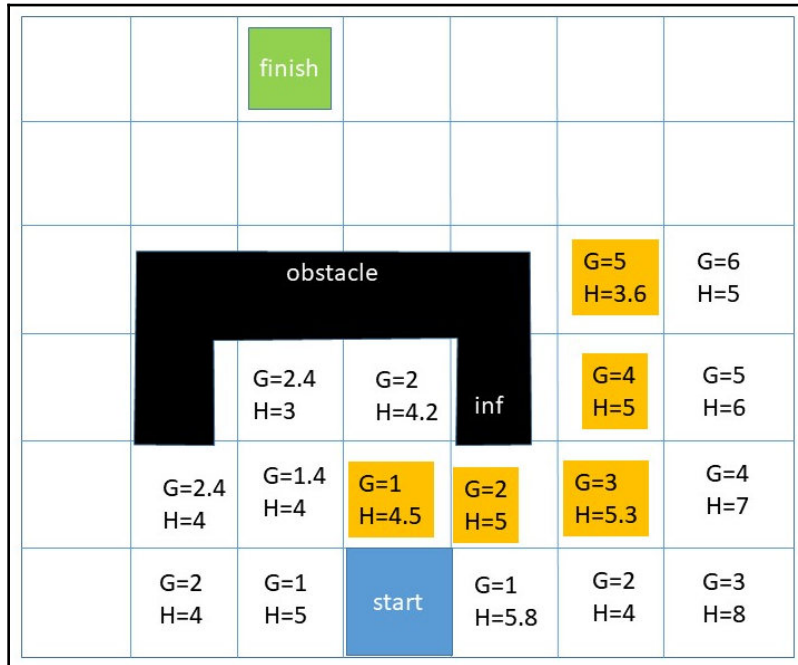 finish
obstacle
G=5
H=3.6
G=6
H=5
G=2.4
H=3
G=2
H=4.2
inf
G=4
H=5
G=5
H=6
G=2.4
H=4
G=1.4
H=4
G=1
H=4.5
G=2
H=5
G=3
H=5.3
G=4
H=7
G=2
H=4
G=1
H=5
start
G=1
H=5.8
G=2
H=4
G=3
H=8